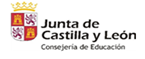 Junta de
Castilla y León
Consejería de Educación